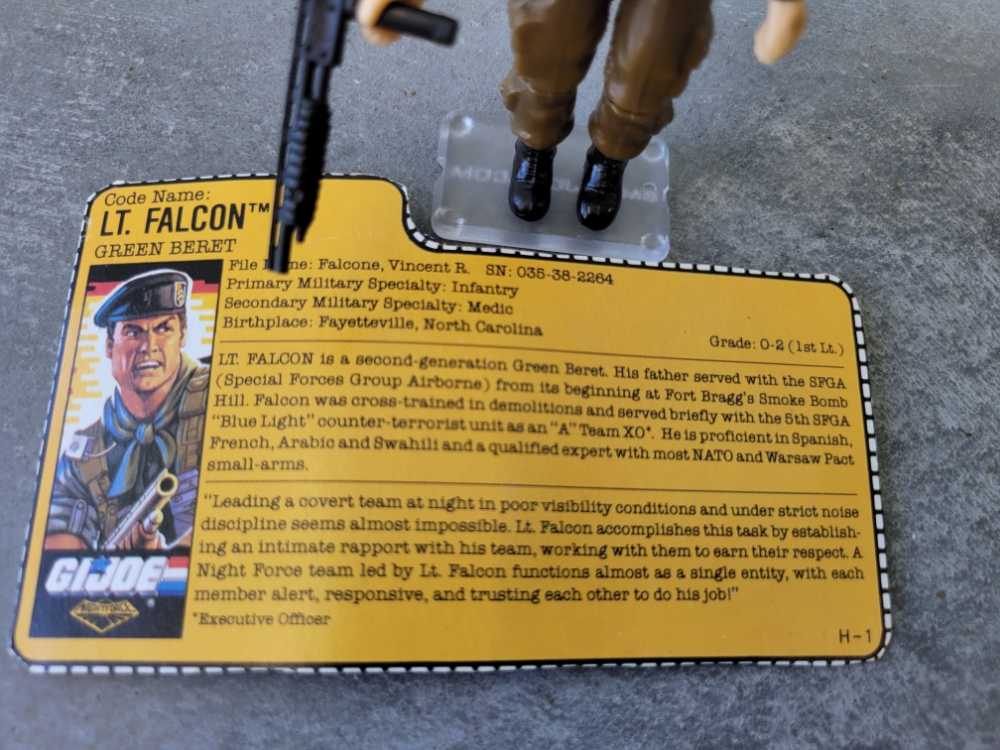 Code Name:
LT. FALCON™
GREEN BERET
File Name: Falcone, Vincent R. SN: 035-38-2264
Primary Military Specialty: Infantry
Secondary Military Specialty: Medic
Birthplace: Fayetteville, North Carolina
Grade: O-2 (1st Lt.)
LT. FALCON is a second-generation Green Beret. His father served with the SFGA
(Special Forces Group Airborne) from its beginning at Fort Bragg's Smoke Bomb
Hill. Falcon was cross-trained in demolitions and served briefly with the 5th SFGA
"Blue Light" counter-terrorist unit as an "A" Team XO*. He is proficient in Spanish,
French, Arabic and Swahili and a qualified expert with most NATO and Warsaw Pact
small-arms.
"Leading a covert team at night in poor visibility conditions and under strict noise
discipline seems almost impossible. Lt. Falcon accomplishes this task by establish-
ing an intimate rapport with his team, working with them to earn their respect. A
Night Force team led by Lt. Falcon functions almost as a single entity, with each
member alert, responsive, and trusting each other to do his job!"
*Executive Officer
GI JOE®
NIGHT FORCE
H-1